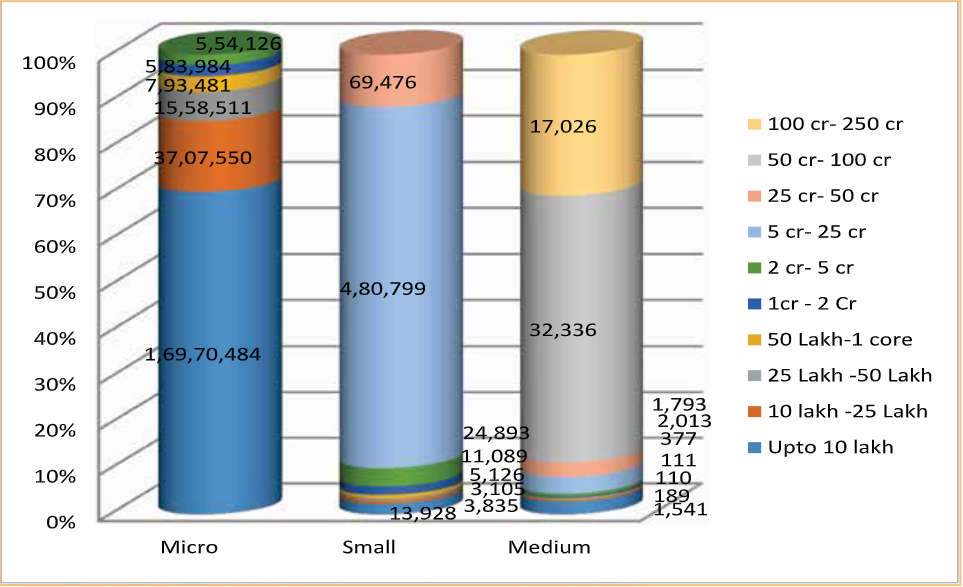 100%
90%
80%
70%
60%
50%
40%
30%
20%
10%
0%
5,54,126
5,83,984
7,93,481
15,58,511
37,07,550
1,69,70,484
69,476
4,80,799
24,893
11,089
5,126
3,105
3,835
13,928
17,026
32,336
1,793
2,013
377
111
110
189
1,541
Micro
Small
Medium
100 cr- 250 cr
50 cr- 100 cr
25 cr- 50 cr
5 cr- 25 cr
2 cr- 5 cr
1cr - 2 Cr
50 Lakh-1 core
25 Lakh -50 Lakh
10 lakh -25 Lakh
Upto 10 lakh